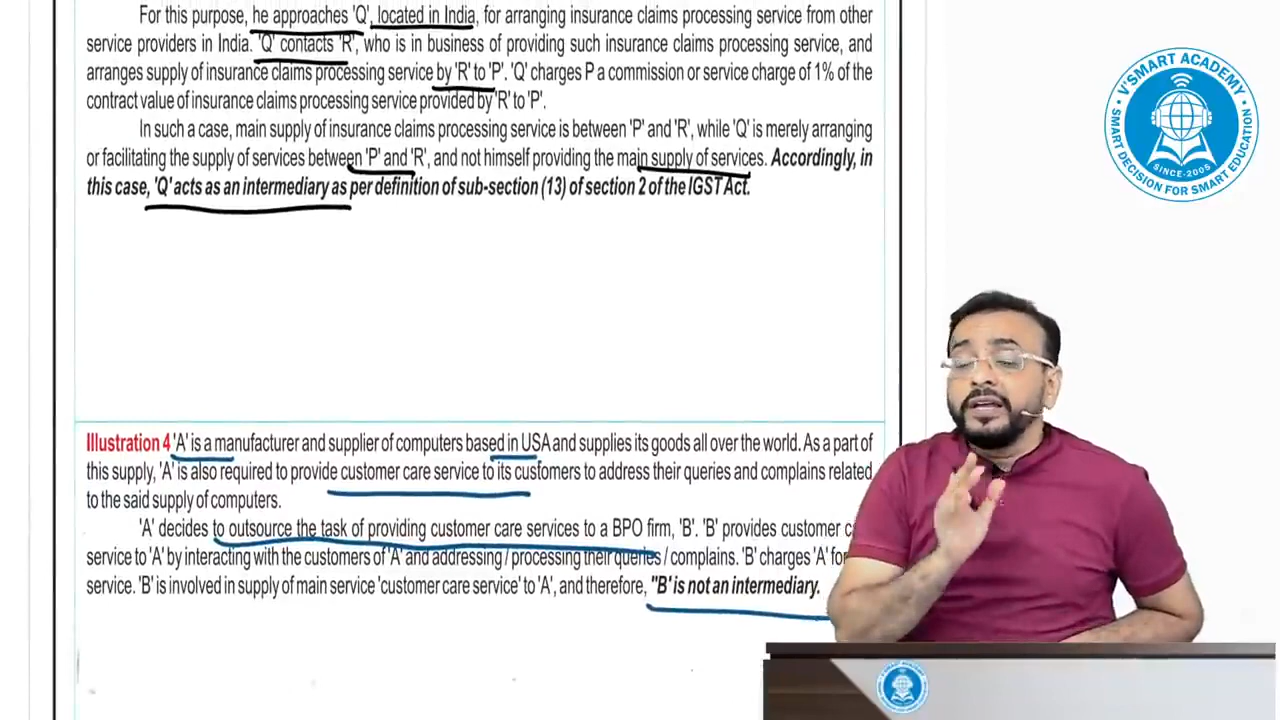 For this purpose, he approaches 'Q', located in India, for arranging insurance claims processing service from other
service providers in India. 'Q' contacts 'R', who is in business of providing such insurance claims processing service, and
arranges supply of insurance claims processing service by 'R' to 'P'. 'Q' charges P a commission or service charge of 1% of the
contract value of insurance claims processing service provided by 'R' to 'P'.
In such a case, main supply of insurance claims processing service is between 'P' and 'R', while 'Q' is merely arranging
or facilitating the supply of services between 'P' and 'R', and not himself providing the main supply of services. Accordingly, in
this case, 'Q' acts as an intermediary as per definition of sub-section (13) of section 2 of the IGST Act.
V'SMART ACADEMY
SINCE-2005
SMART DECISION FOR SMART EDUCATION
Illustration 4 'A' is a manufacturer and supplier of computers based in USA and supplies its goods all over the world. As a part of
this supply, 'A' is also required to provide customer care service to its customers to address their queries and complains related
to the said supply of computers.
'A' decides to outsource the task of providing customer care services to a BPO firm, 'B'. 'B' provides customer c
service to 'A' by interacting with the customers of 'A' and addressing / processing their queries / complains. 'B' charges 'A' for
service. 'B' is involved in supply of main service 'customer care service' to 'A', and therefore, "B' is not an intermediary.